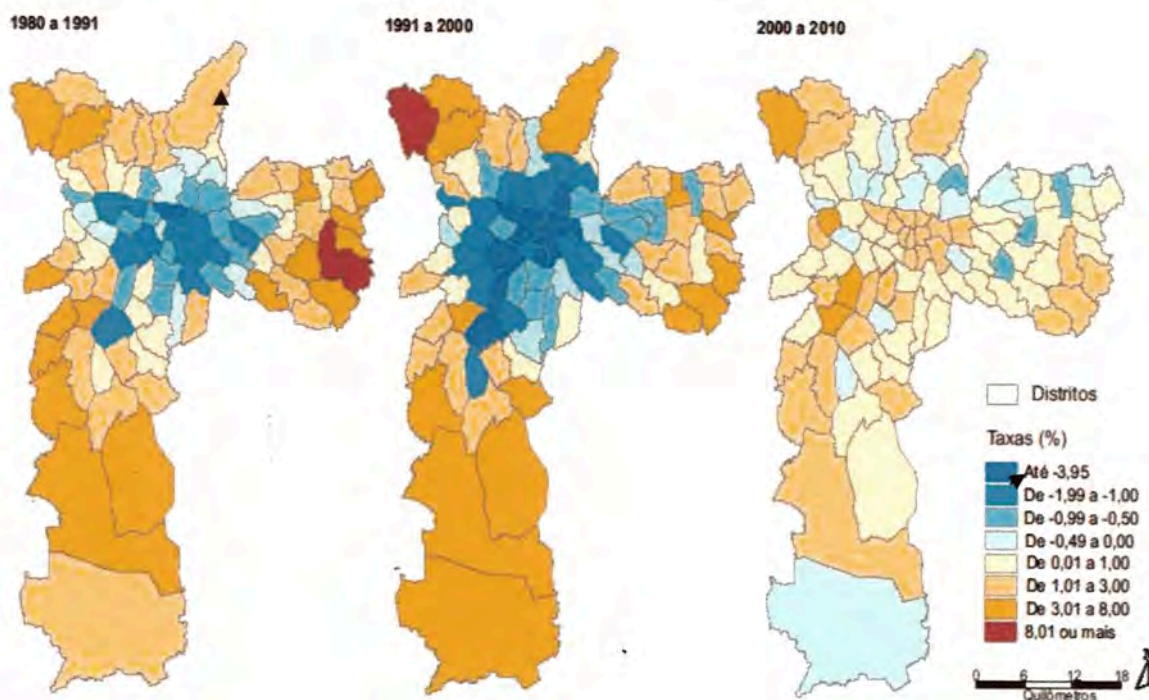 1980 a 1991
1991 a 2000
2000 a 2010
Distritos
Taxas (%)
Até -3,95
De -1,99 a -1,00
De -0,99 a -0,50
De -0,49 a 0,00
De 0,01 a 1,00
De 1,01 a 3,00
De 3,01 a 8,00
8,01 ou mais
0 6 12 18
Quilômetros